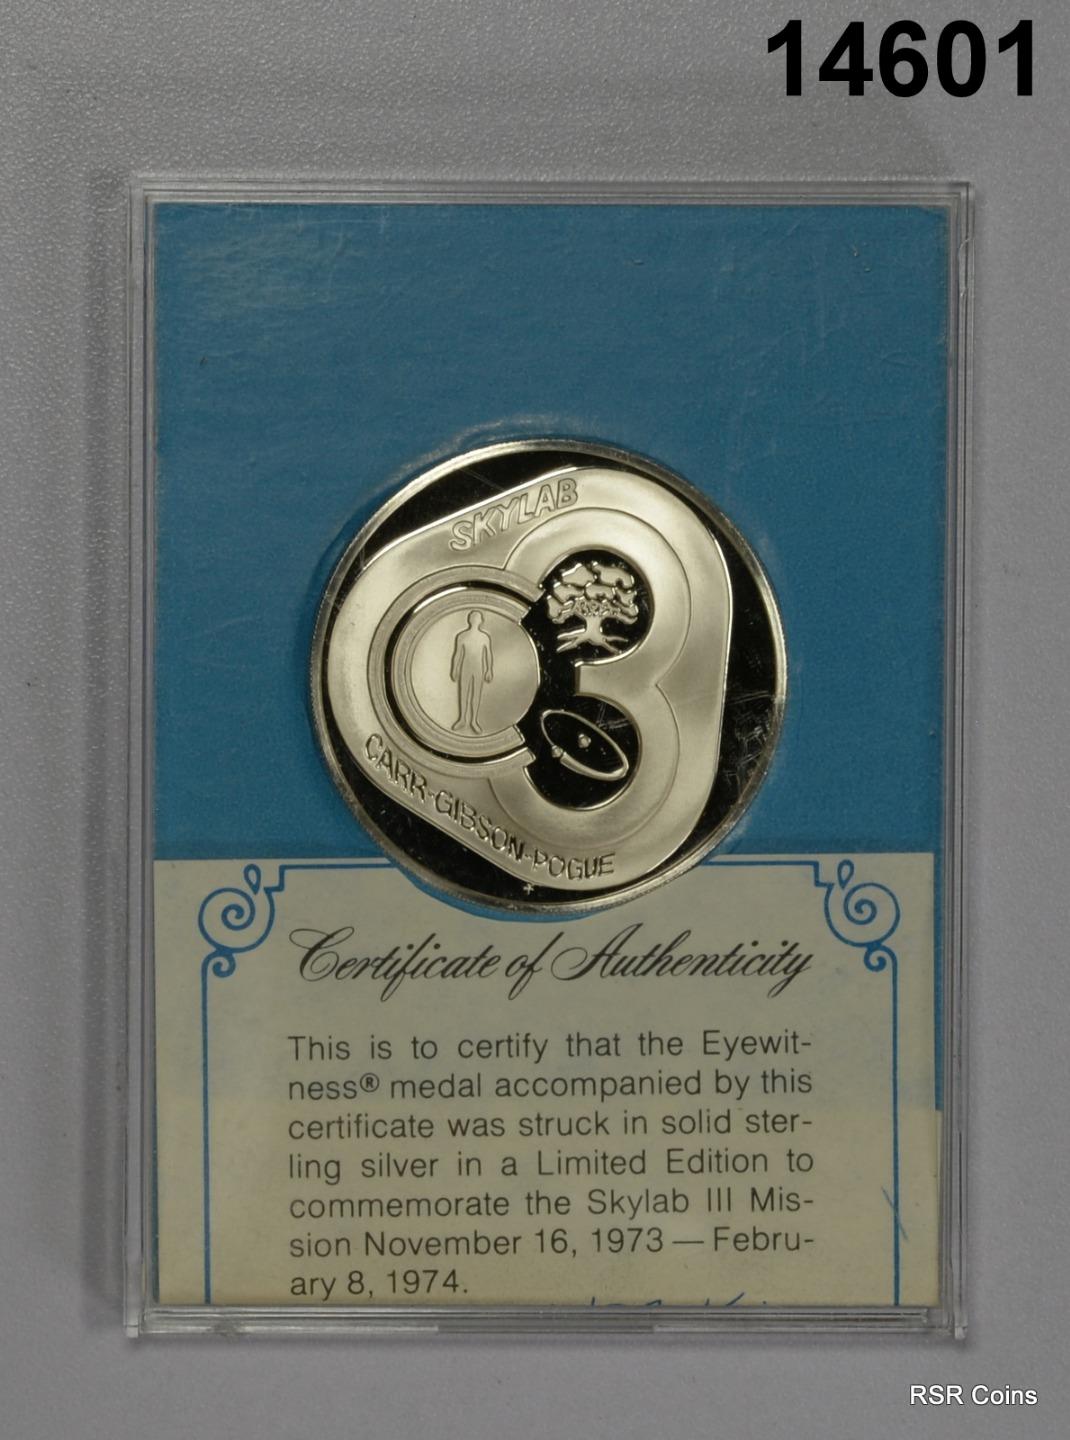 14601
SKYLAB
CARR-GIBSON-POGUE
Certificate of Authenticity
This is to certify that the Eyewit-
ness® medal accompanied by this
certificate was struck in solid ster-
ling silver in a Limited Edition to
commemorate the Skylab III Mis-
sion November 16, 1973 — Febru-
ary 8, 1974.
RSR Coins